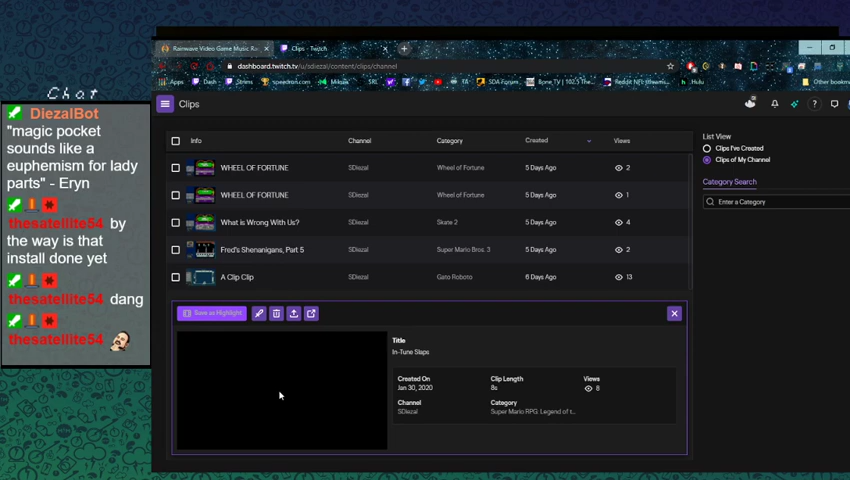 Rainwave Video Game Music Ra
Clips - Twitch
dashboard.twitch.tv/u/sdiezal/content/clips/channel
Apps
Dash
speedrun.com
SRL
TA
SDA Forum
Bone TV | 102.5 The
Reddit NFL streams
Hulu
Other bookma
Chat
DiezalBot
"magic pocket
sounds like a
euphemism for lady
parts" - Eryn
thesatellite54 by
the way is that
install done yet
thesatellite54 dang
thesatellite54
Clips
Info Channel Category Created Views
WHEEL OF FORTUNE SDiezal Wheel of Fortune 5 Days Ago 2
WHEEL OF FORTUNE SDiezal Wheel of Fortune 5 Days Ago 1
What is Wrong With Us? SDiezal Skate 2 5 Days Ago 4
Fred's Shenanigans, Part 5 SDiezal Super Mario Bros. 3 5 Days Ago 2
A Clip Clip SDiezal Gato Roboto 6 Days Ago 13
List View
Clips I've Created
Clips of My Channel
Category Search
Enter a Category
Save as Highlight
Title
In-Tune Slaps
Created On Clip Length Views
Jan 30, 2020 8s 8
Channel Category
SDiezal Super Mario RPG: Legend of t...